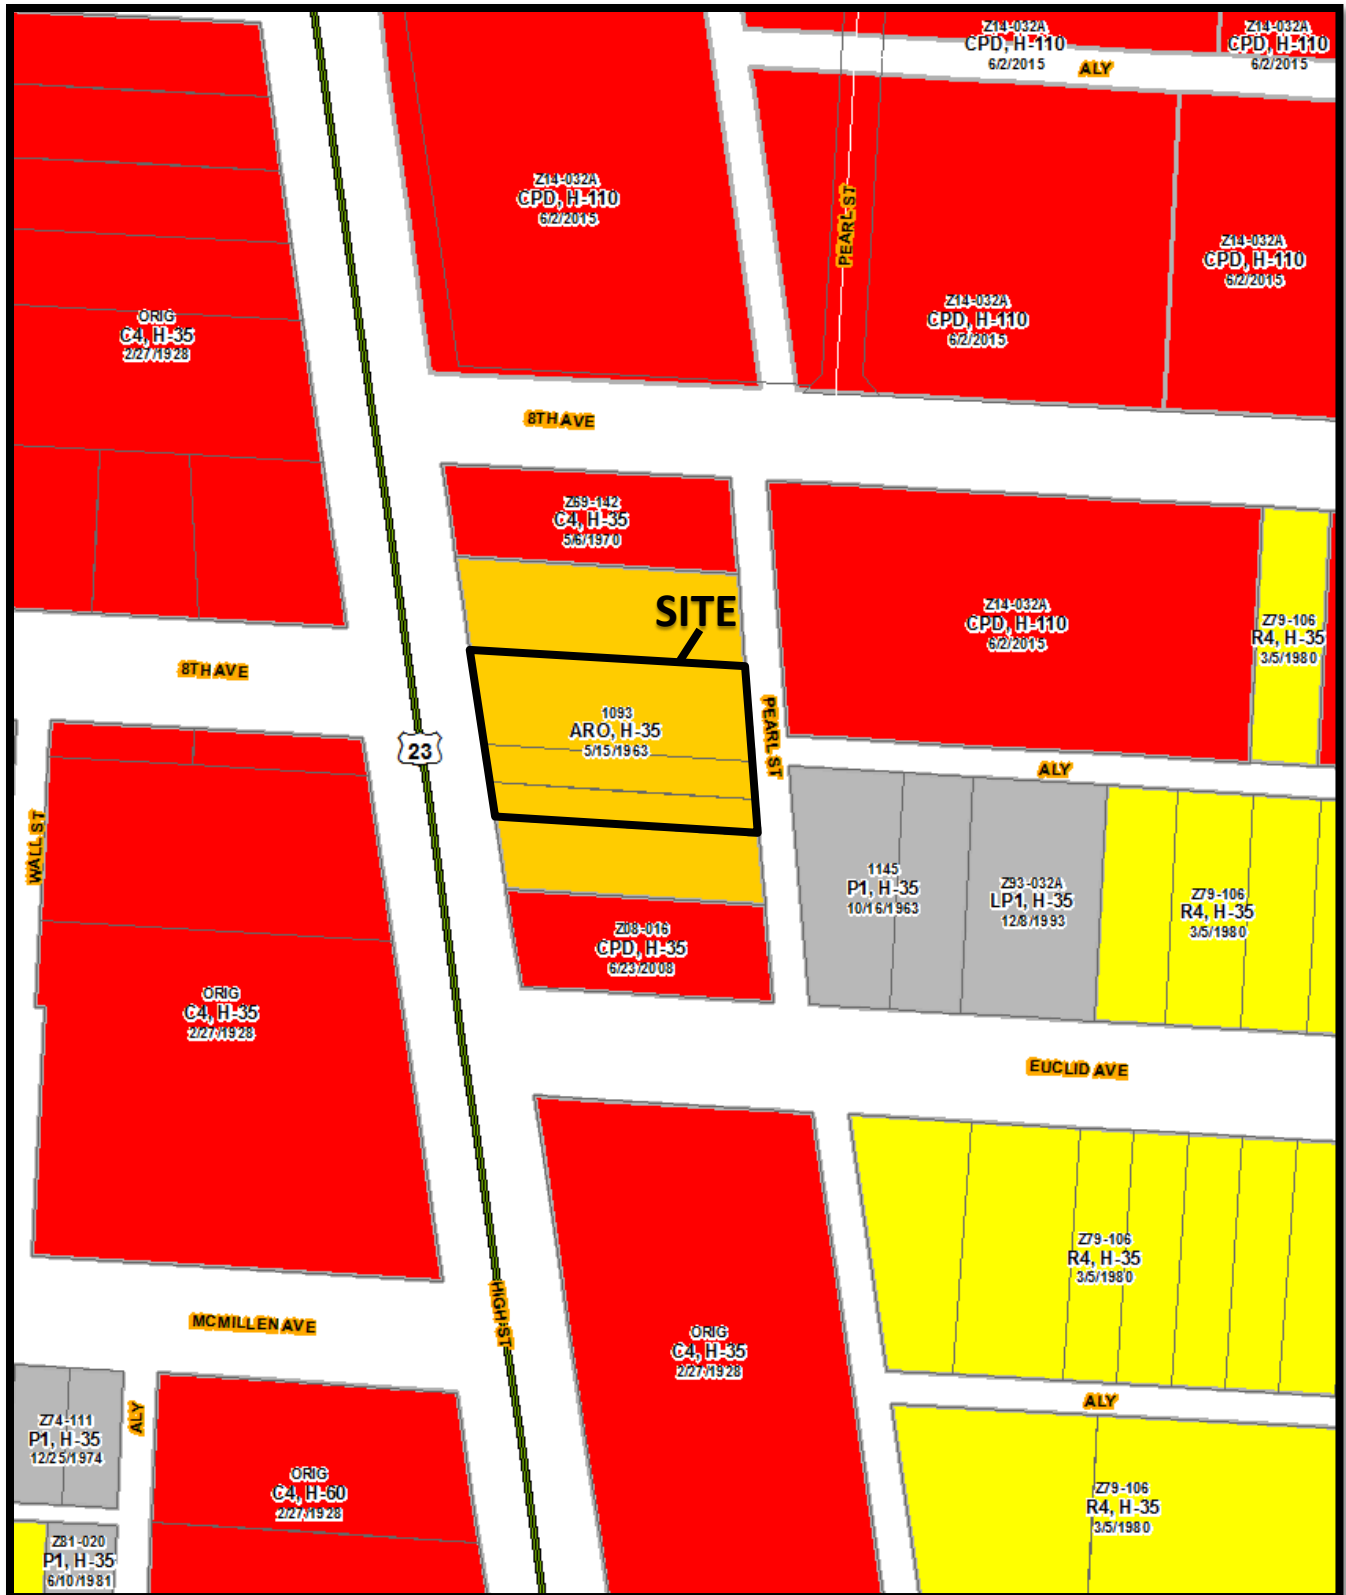 Z14-032A
CPD, H-110
6/2/2015
Z14-032A
CPD, H-110
6/2/2015
ALY
Z14-032A
CPD, H-110
6/2/2015
PEARL ST
Z14-032A
CPD, H-110
6/2/2015
Z14-032A
CPD, H-110
6/2/2015
ORIG
C4, H-35
2/27/1928
8TH AVE
Z69-142
C4, H-35
5/6/1970
SITE
Z14-032A
CPD, H-110
6/2/2015
Z79-106
R4, H-35
3/5/1980
8TH AVE
23
1093
ARO, H-35
5/15/1963
PEARL ST
ALY
WALL ST
1145
P1, H-35
10/16/1963
Z93-032A
LP1, H-35
12/8/1993
Z79-106
R4, H-35
3/5/1980
Z08-016
CPD, H-35
6/23/2008
ORIG
C4, H-35
2/27/1928
EUCLID AVE
Z79-106
R4, H-35
3/5/1980
MCMILLEN AVE
HIGH ST
ORIG
C4, H-35
2/27/1928
ALY
Z74-111
P1, H-35
12/25/1974
ALY
ORIG
C4, H-60
2/27/1928
Z79-106
R4, H-35
3/5/1980
Z81-020
P1, H-35
6/10/1981